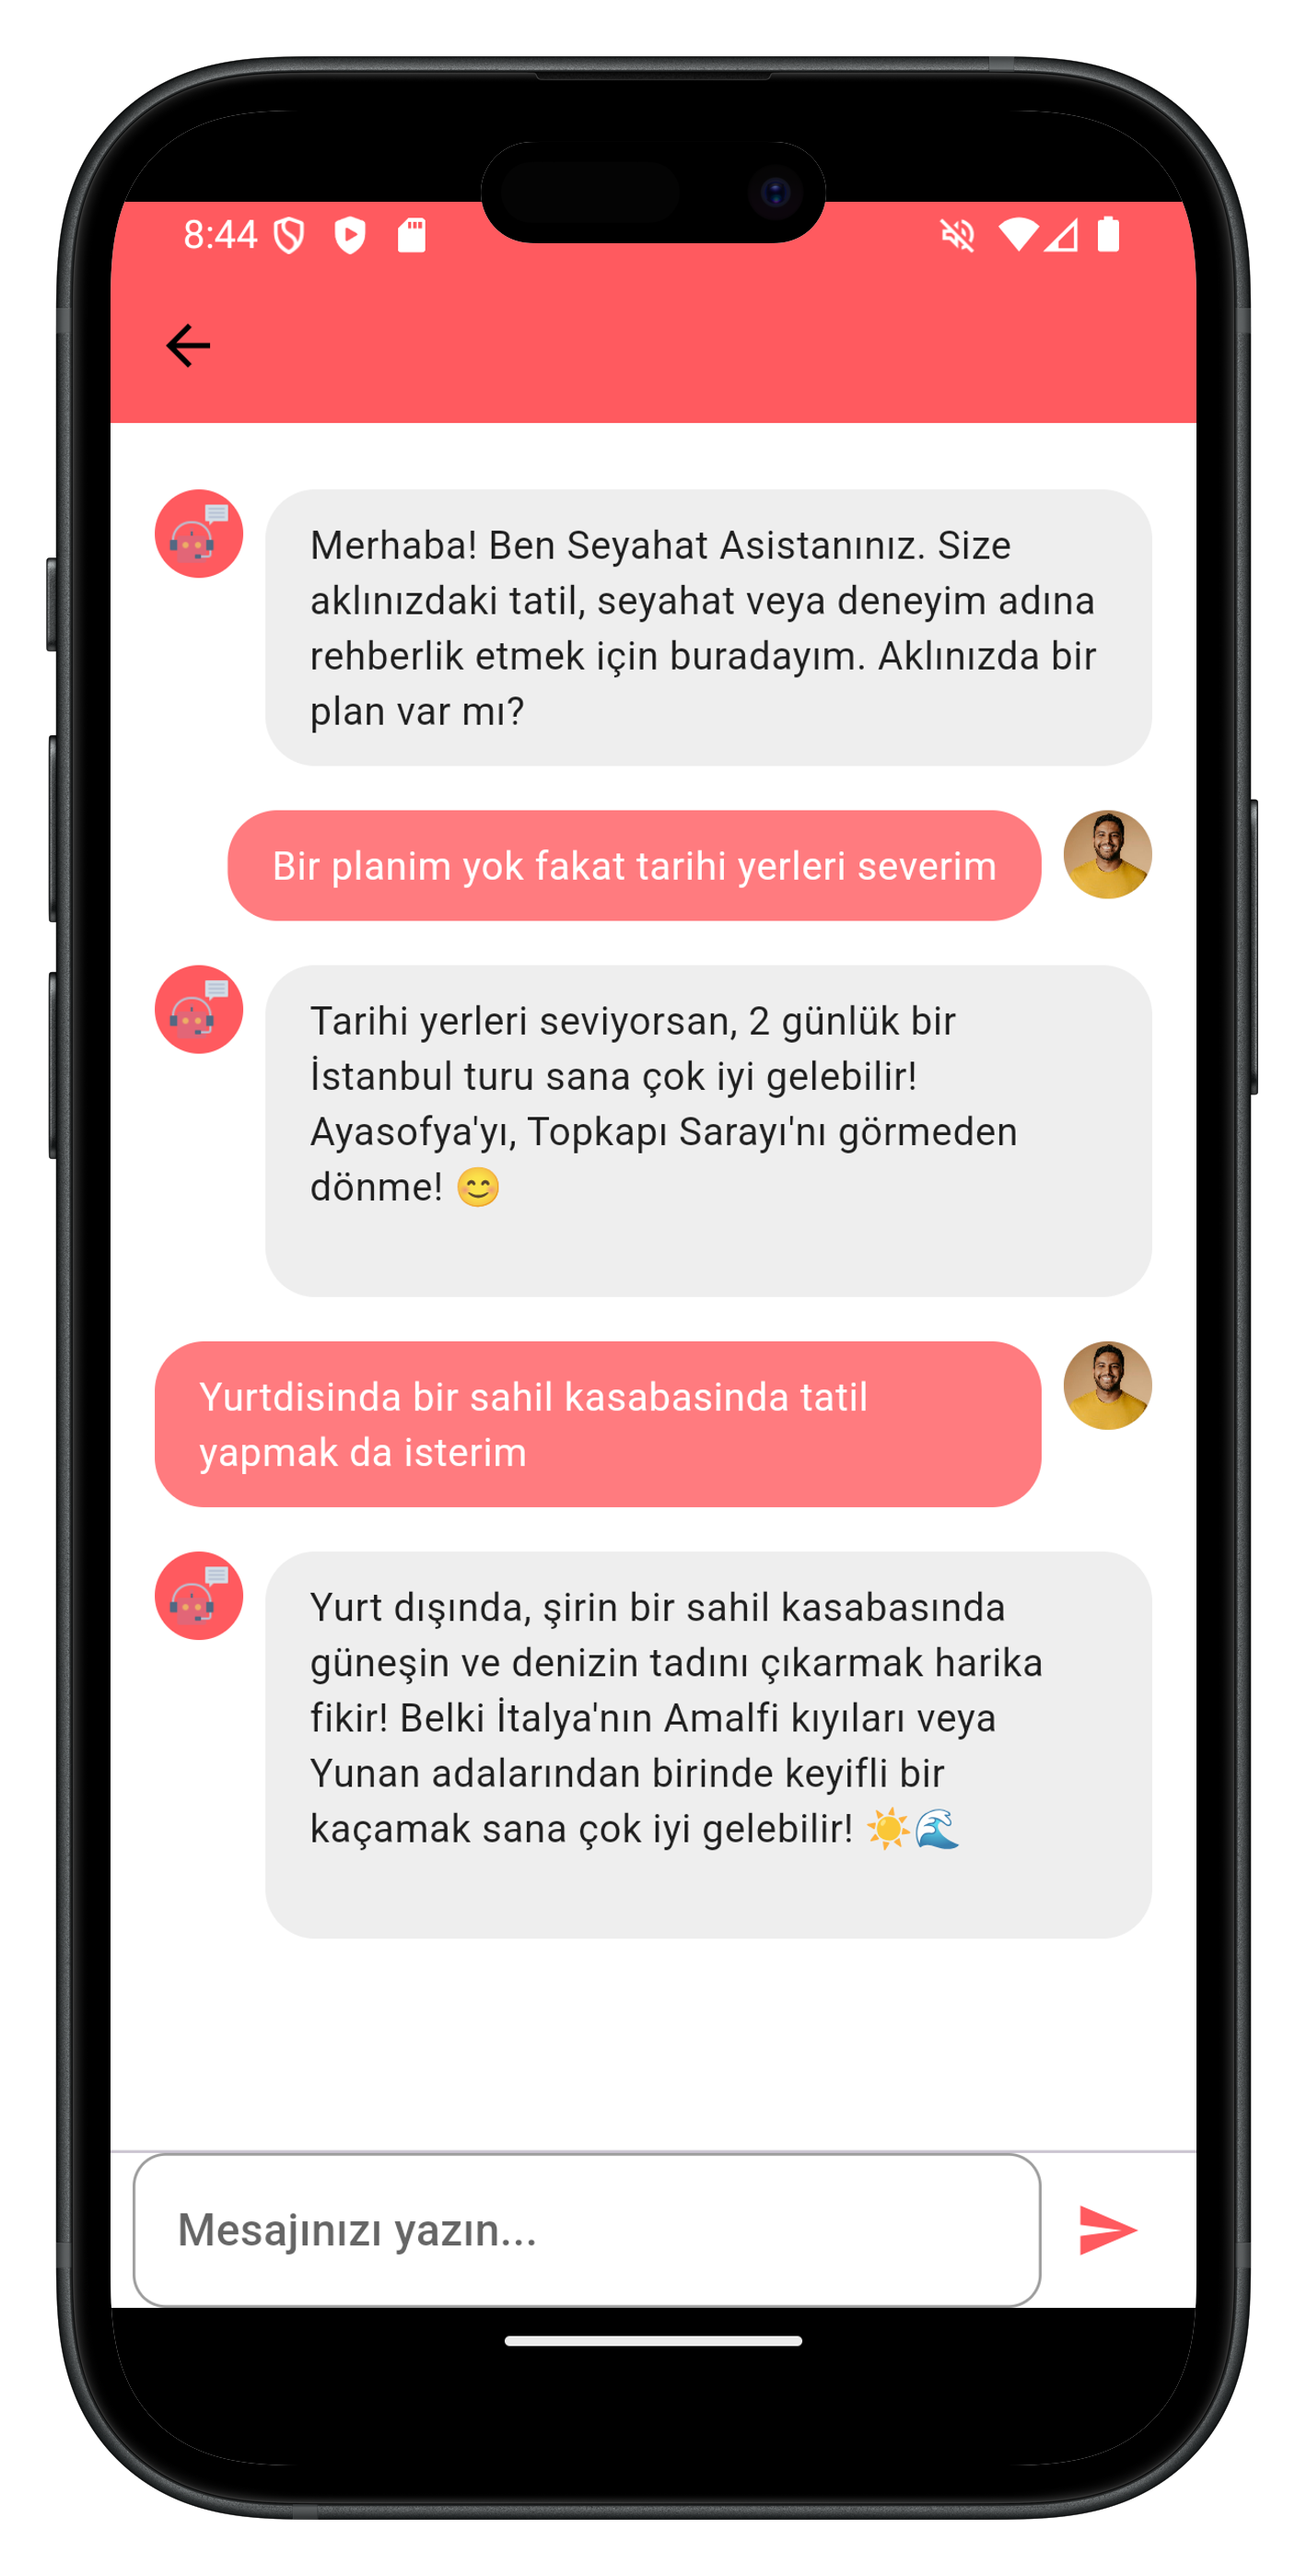 8:44
Merhaba! Ben Seyahat Asistanınız. Size
aklınızdaki tatil, seyahat veya deneyim adına
rehberlik etmek için buradayım. Aklınızda bir
plan var mı?
Bir planim yok fakat tarihi yerleri severim
Tarihi yerleri seviyorsan, 2 günlük bir
İstanbul turu sana çok iyi gelebilir!
Ayasofya'yı, Topkapı Sarayı'nı görmeden
dönme! 😊
Yurtdisinda bir sahil kasabasinda tatil
yapmak da isterim
Yurt dışında, şirin bir sahil kasabasında
güneşin ve denizin tadını çıkarmak harika
fikir! Belki İtalya'nın Amalfi kıyıları veya
Yunan adalarından birinde keyifli bir
kaçamak sana çok iyi gelebilir! ☀️🌊
Mesajınızı yazın...